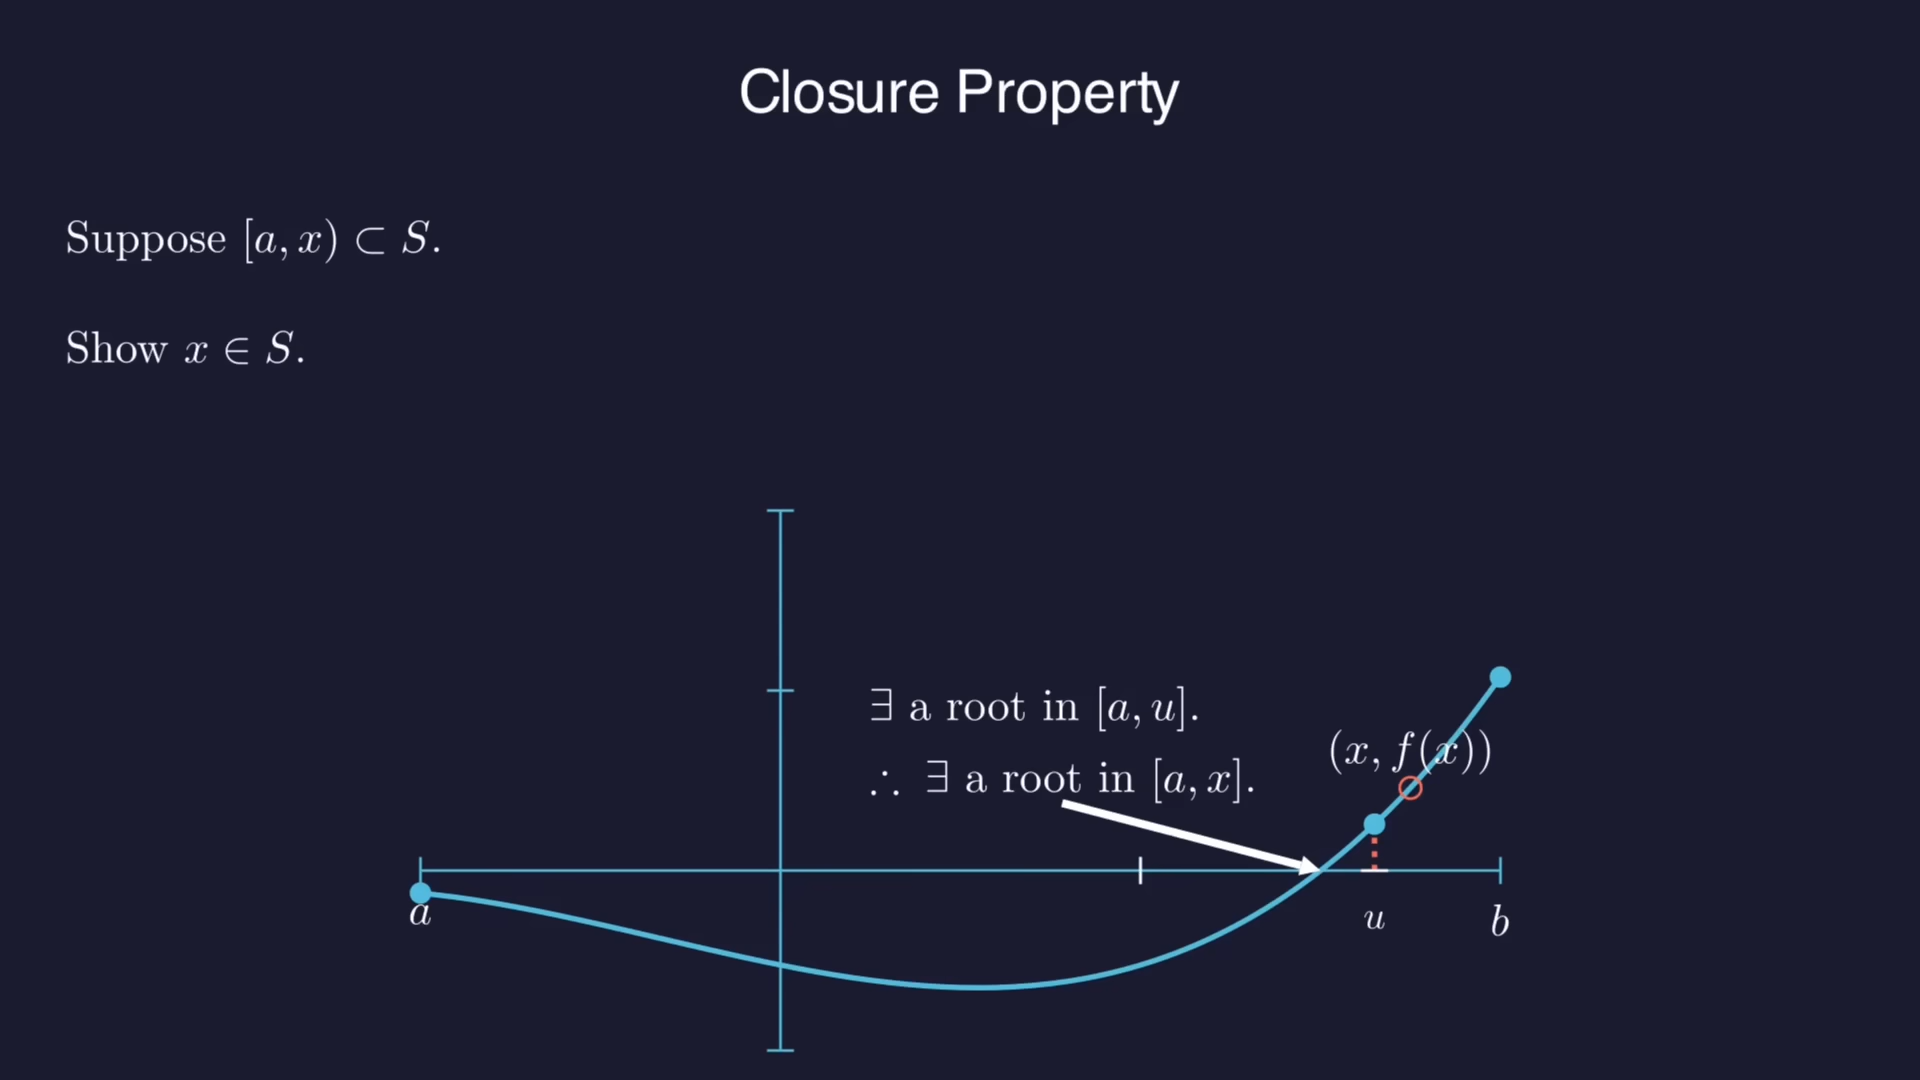 Closure Property
Suppose [a, x) ⊂ S.
Show x ∈ S.
∃ a root in [a, u].
∴ ∃ a root in [a, x].
(x, f(x))
a
u
b